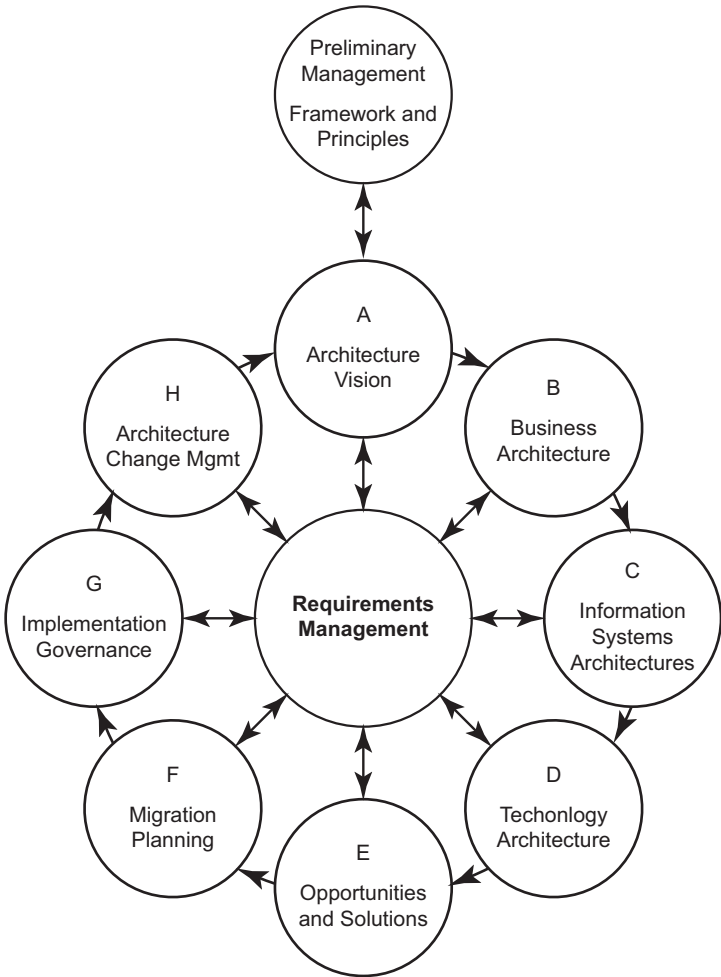 Preliminary
Management
Framework and
Principles
A
Architecture
Vision
B
Business
Architecture
C
Information
Systems
Architectures
D
Techonlogy
Architecture
E
Opportunities
and Solutions
F
Migration
Planning
G
Implementation
Governance
H
Architecture
Change Mgmt
Requirements
Management